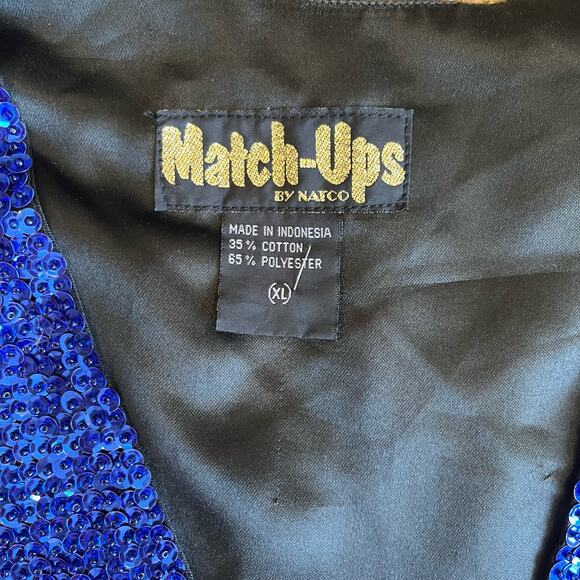 Match-Ups
BY NATCO
MADE IN INDONESIA
35% COTTON
65% POLYESTER
(XL)